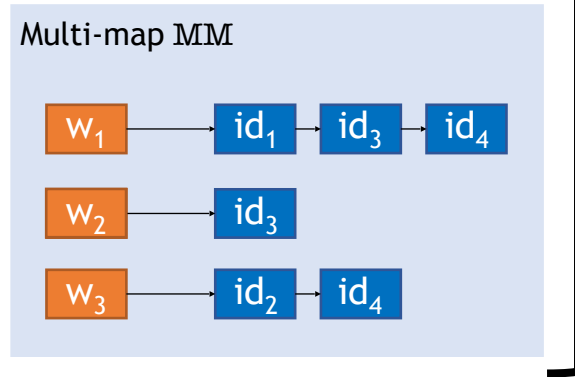 Multi-map MM
w₁ id₁ id₃ id₄
w₂ id₃
w₃ id₂ id₄